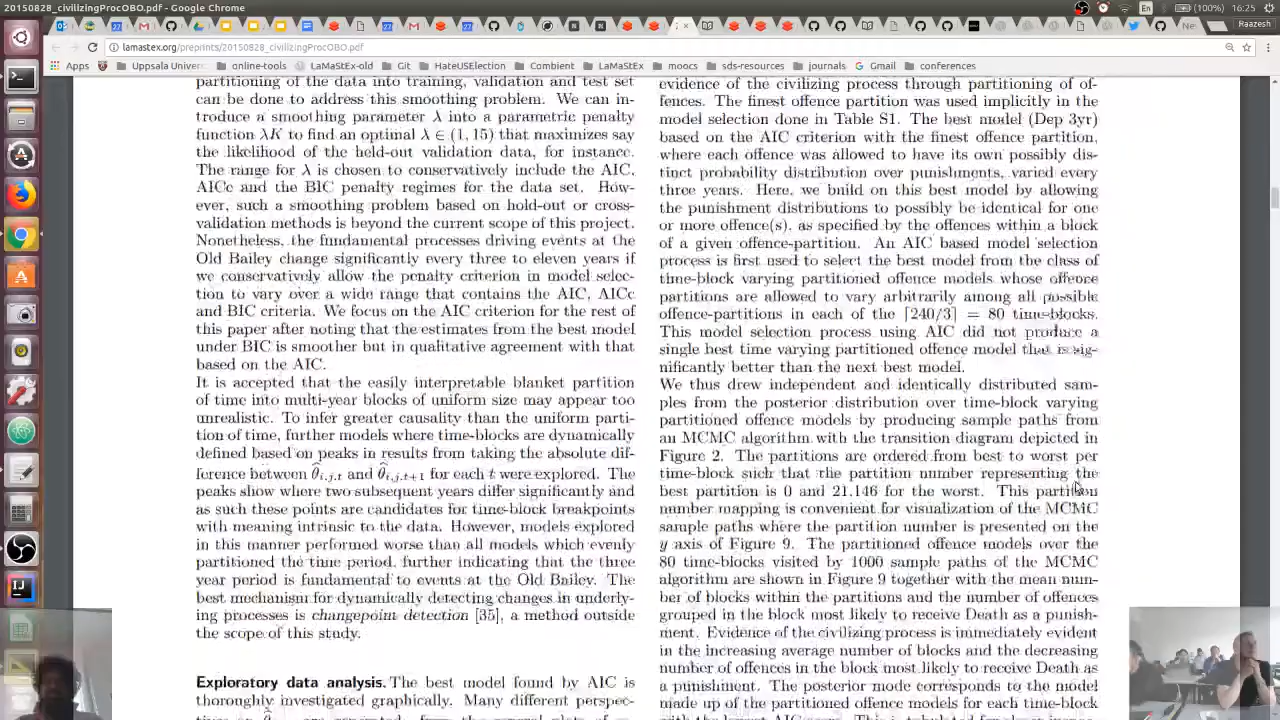 20150828_civilizingProcOBO.pdf - Google Chrome
En
(100%)
16:25
Raazesh
lamastex.org/preprints/20150828_civilizingProcOBO.pdf
Apps
Uppsala Univer
online-tools
LaMaStEx-old
Git
HateUSElection
Combient
LaMaStEx
moocs
sds-resources
journals
Gmail
conferences
partitioning of the data into training, validation and test set
can be done to address this smoothing problem. We can in-
troduce a smoothing parameter λ into a parametric penalty
function λK to find an optimal λ ∈ (1, 15) that maximizes say
the likelihood of the held-out validation data, for instance.
The range for λ is chosen to conservatively include the AIC,
AICc and the BIC penalty regimes for the data set. How-
ever, such a smoothing problem based on hold-out or cross-
validation methods is beyond the current scope of this project.
Nonetheless, the fundamental processes driving events at the
Old Bailey change significantly every three to eleven years if
we conservatively allow the penalty criterion in model selec-
tion to vary over a wide range that contains the AIC, AICc
and BIC criteria. We focus on the AIC criterion for the rest of
this paper after noting that the estimates from the best model
under BIC is smoother but in qualitative agreement with that
based on the AIC.
It is accepted that the easily interpretable blanket partition
of time into multi-year blocks of uniform size may appear too
unrealistic. To infer greater causality than the uniform parti-
tion of time, further models where time-blocks are dynamically
defined based on peaks in results from taking the absolute dif-
ference between θ̂i,j,t and θ̂i,j,t+1 for each t were explored. The
peaks show where two subsequent years differ significantly and
as such these points are candidates for time-block breakpoints
with meaning intrinsic to the data. However, models explored
in this manner performed worse than all models which evenly
partitioned the time period, further indicating that the three
year period is fundamental to events at the Old Bailey. The
best mechanism for dynamically detecting changes in underly-
ing processes is changepoint detection [35], a method outside
the scope of this study.
Exploratory data analysis. The best model found by AIC is
thoroughly investigated graphically. Many different perspec-
evidence of the civilizing process through partitioning of of-
fences. The finest offence partition was used implicitly in the
model selection done in Table S1. The best model (Dep 3yr)
based on the AIC criterion with the finest offence partition,
where each offence was allowed to have its own possibly dis-
tinct probability distribution over punishments, varied every
three years. Here, we build on this best model by allowing
the punishment distributions to possibly be identical for one
or more offence(s), as specified by the offences within a block
of a given offence-partition. An AIC based model selection
process is first used to select the best model from the class of
time-block varying partitioned offence models whose offence
partitions are allowed to vary arbitrarily among all possible
offence-partitions in each of the ⌈240/3⌉ = 80 time-blocks.
This model selection process using AIC did not produce a
single best time varying partitioned offence model that is sig-
nificantly better than the next best model.
We thus drew independent and identically distributed sam-
ples from the posterior distribution over time-block varying
partitioned offence models by producing sample paths from
an MCMC algorithm with the transition diagram depicted in
Figure 2. The partitions are ordered from best to worst per
time-block such that the partition number representing the
best partition is 0 and 21,146 for the worst. This partition
number mapping is convenient for visualization of the MCMC
sample paths where the partition number is presented on the
y axis of Figure 9. The partitioned offence models over the
80 time-blocks visited by 1000 sample paths of the MCMC
algorithm are shown in Figure 9 together with the mean num-
ber of blocks within the partitions and the number of offences
grouped in the block most likely to receive Death as a punish-
ment. Evidence of the civilizing process is immediately evident
in the increasing average number of blocks and the decreasing
number of offences in the block most likely to receive Death as
a punishment. The posterior mode corresponds to the model
made up of the partitioned offence models for each time-block